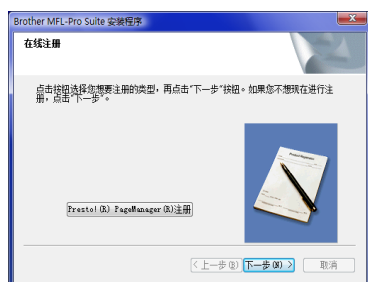 Brother MFL-Pro Suite 安装程序
在线注册
点击按钮选择您想要注册的类型，再点击"下一步"按钮。如果您不想现在进行注
册，点击"下一步"。
Presto! (R) PageManager (R)注册
< 上一步(B)
下一步(N) >
取消